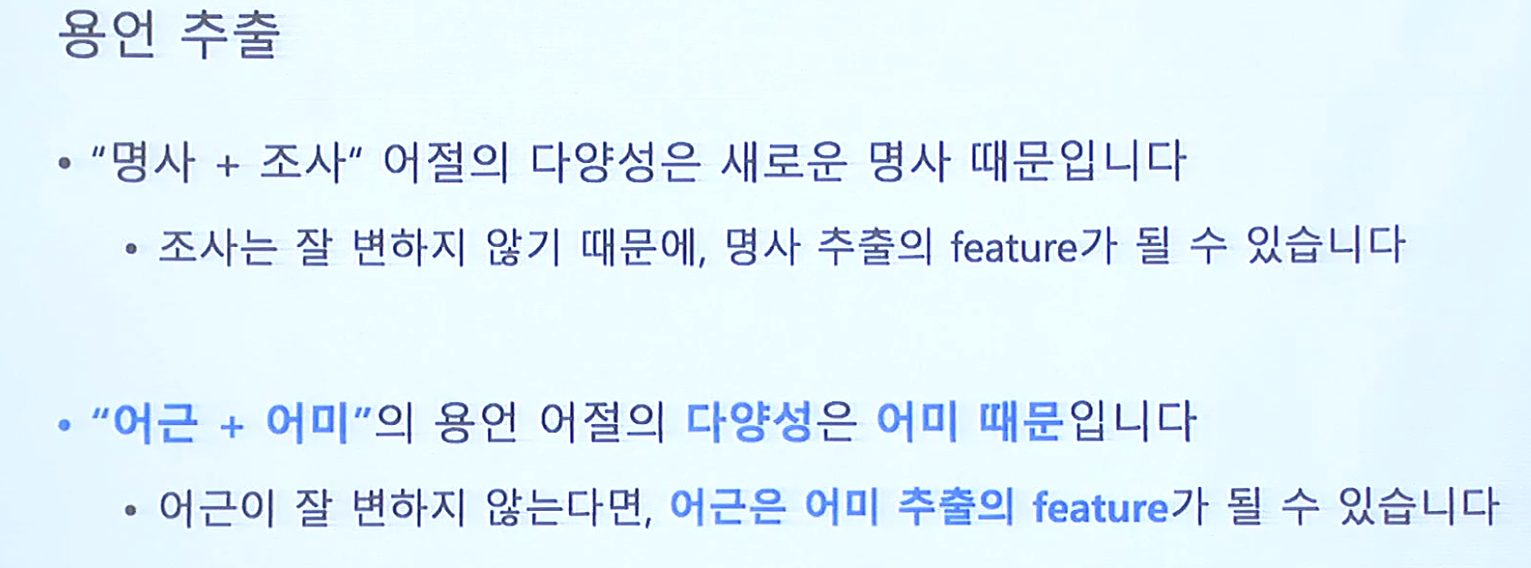 용언 추출
• “명사 + 조사“ 어절의 다양성은 새로운 명사 때문입니다
• 조사는 잘 변하지 않기 때문에, 명사 추출의 feature가 될 수 있습니다
• “어근 + 어미”의 용언 어절의 다양성은 어미 때문입니다
• 어근이 잘 변하지 않는다면, 어근은 어미 추출의 feature가 될 수 있습니다